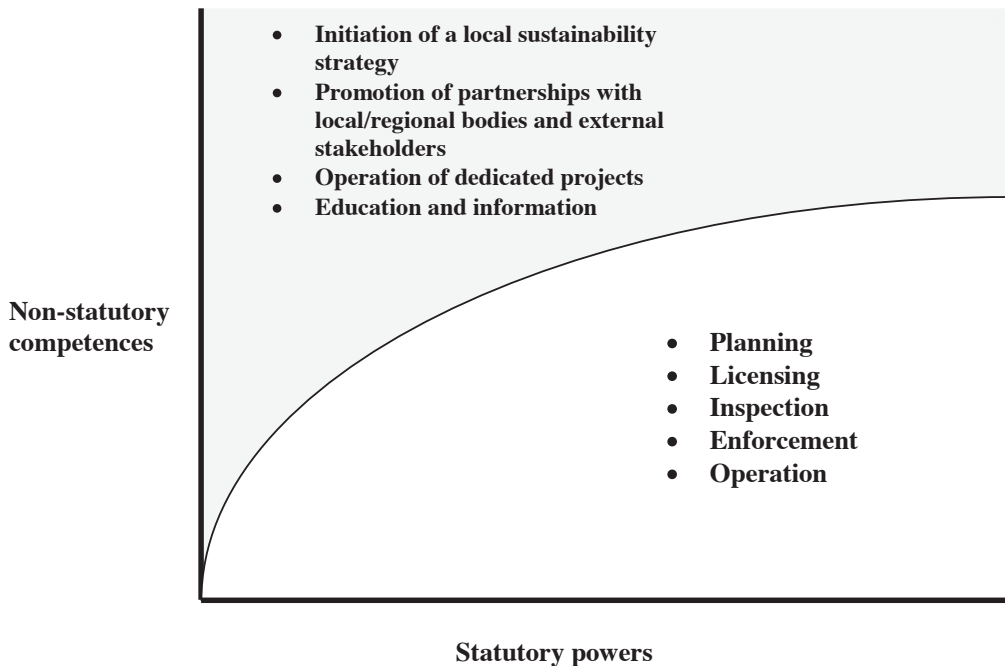 • Initiation of a local sustainability
strategy
• Promotion of partnerships with
local/regional bodies and external
stakeholders
• Operation of dedicated projects
• Education and information
Non-statutory
competences
• Planning
• Licensing
• Inspection
• Enforcement
• Operation
Statutory powers